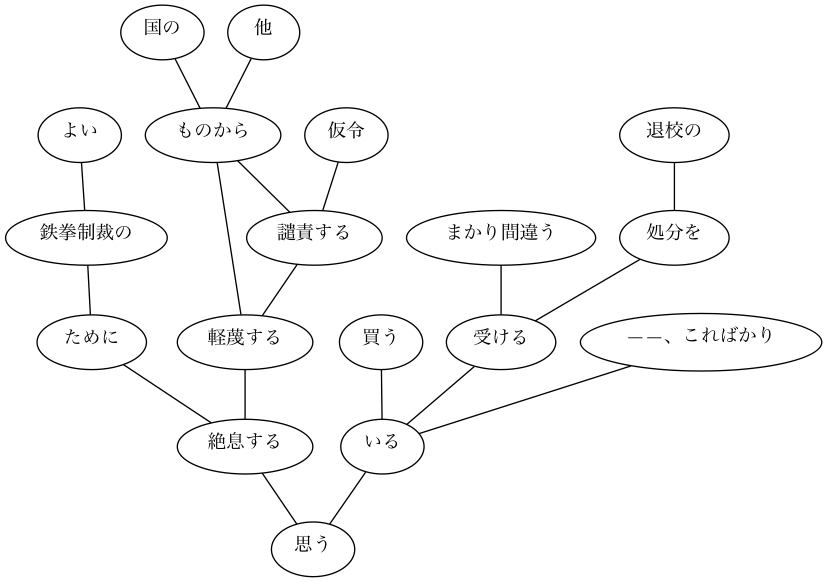 国の
他
よい
ものから
仮令
退校の
鉄拳制裁の
譴責する
まかり間違う
処分を
ために
軽蔑する
買う
受ける
——、こればかり
絶息する
いる
思う